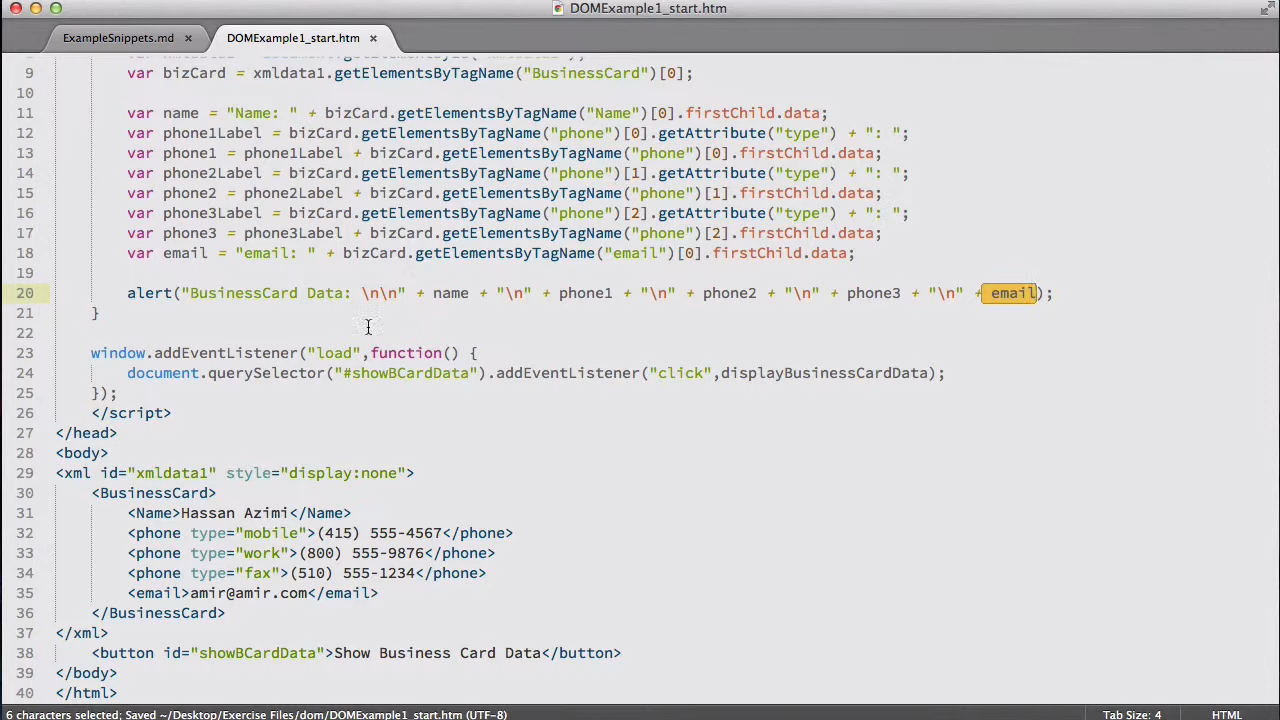 DOMExample1_start.htm
ExampleSnippets.md × DOMExample1_start.htm ×
9 var bizCard = xmldata1.getElementsByTagName("BusinessCard")[0];
10
11 var name = "Name: " + bizCard.getElementsByTagName("Name")[0].firstChild.data;
12 var phone1Label = bizCard.getElementsByTagName("phone")[0].getAttribute("type") + ": ";
13 var phone1 = phone1Label + bizCard.getElementsByTagName("phone")[0].firstChild.data;
14 var phone2Label = bizCard.getElementsByTagName("phone")[1].getAttribute("type") + ": ";
15 var phone2 = phone2Label + bizCard.getElementsByTagName("phone")[1].firstChild.data;
16 var phone3Label = bizCard.getElementsByTagName("phone")[2].getAttribute("type") + ": ";
17 var phone3 = phone3Label + bizCard.getElementsByTagName("phone")[2].firstChild.data;
18 var email = "email: " + bizCard.getElementsByTagName("email")[0].firstChild.data;
19
20 alert("BusinessCard Data: \n\n" + name + "\n" + phone1 + "\n" + phone2 + "\n" + phone3 + "\n" + email);
21 }
22
23 window.addEventListener("load",function() {
24 document.querySelector("#showBCardData").addEventListener("click",displayBusinessCardData);
25 });
26 </script>
27 </head>
28 <body>
29 <xml id="xmldata1" style="display:none">
30 <BusinessCard>
31 <Name>Hassan Azimi</Name>
32 <phone type="mobile">(415) 555-4567</phone>
33 <phone type="work">(800) 555-9876</phone>
34 <phone type="fax">(510) 555-1234</phone>
35 <email>amir@amir.com</email>
36 </BusinessCard>
37 </xml>
38 <button id="showBCardData">Show Business Card Data</button>
39 </body>
40 </html>
6 characters selected; Saved ~/Desktop/Exercise Files/dom/DOMExample1_start.htm (UTF-8) Tab Size: 4 HTML